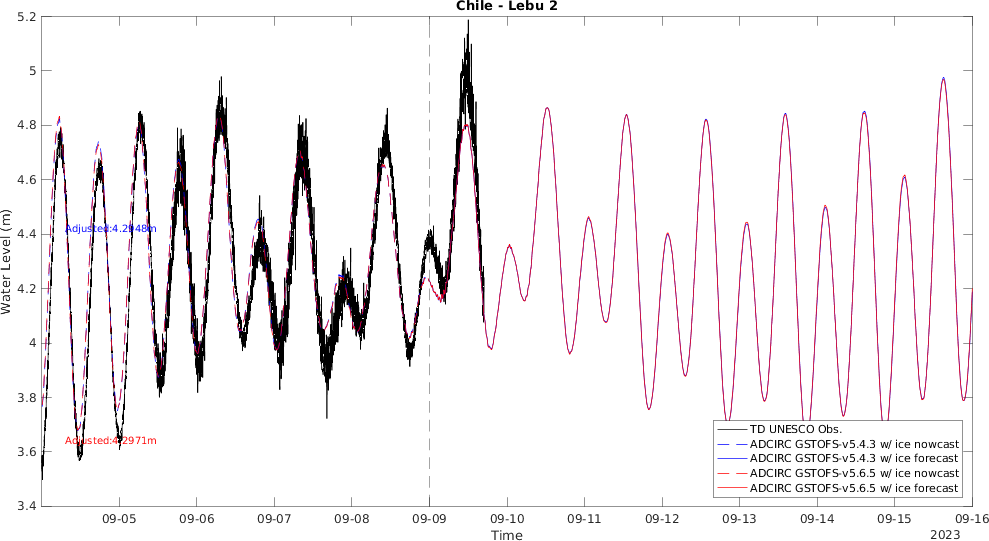 Chile - Lebu 2
5.2
5
4.8
4.6
4.4
4.2
4
3.8
3.6
3.4
Water Level (m)
Adjusted:4.2948m
Adjusted:4.2971m
TD UNESCO Obs.
ADCIRC GSTOFS-v5.4.3 w/ ice nowcast
ADCIRC GSTOFS-v5.4.3 w/ ice forecast
ADCIRC GSTOFS-v5.6.5 w/ ice nowcast
ADCIRC GSTOFS-v5.6.5 w/ ice forecast
09-05 09-06 09-07 09-08 09-09 09-10 09-11 09-12 09-13 09-14 09-15 09-16
Time
2023